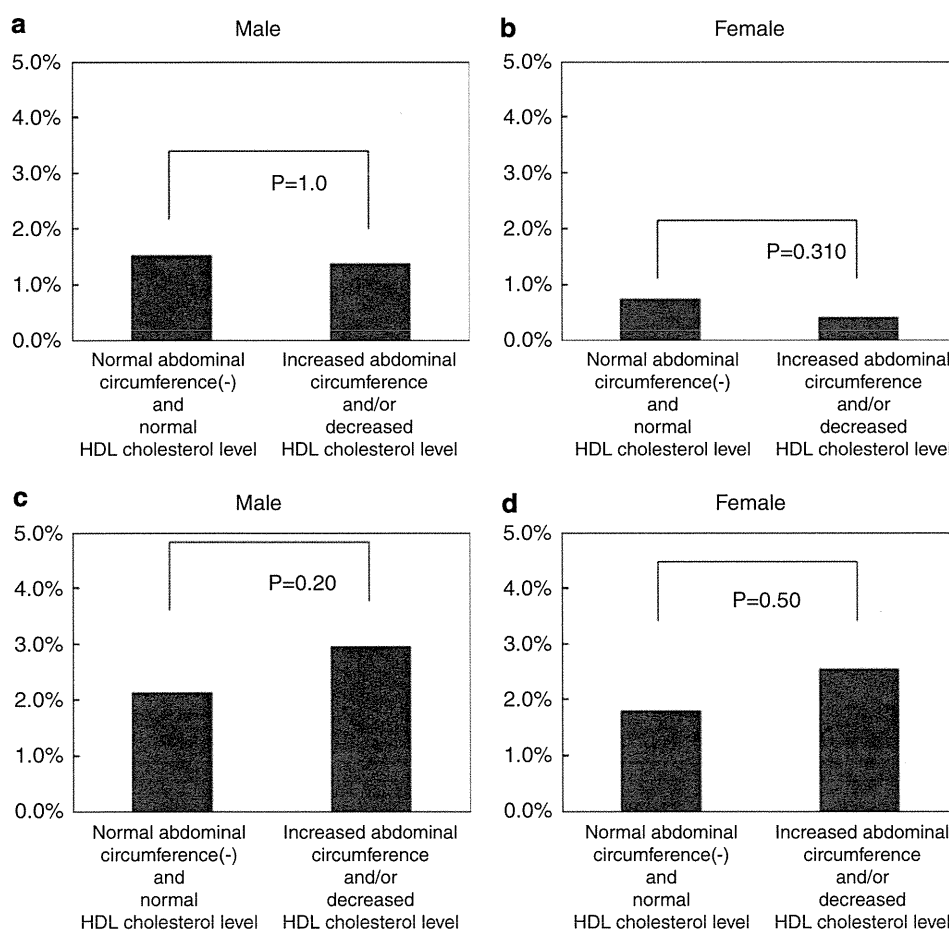 a
Male
5.0%
4.0%
3.0%
2.0%
1.0%
0.0%
P=1.0
Normal abdominal
circumference(-)
and
normal
HDL cholesterol level
Increased abdominal
circumference
and/or
decreased
HDL cholesterol level
b
Female
5.0%
4.0%
3.0%
2.0%
1.0%
0.0%
P=0.310
Normal abdominal
circumference(-)
and
normal
HDL cholesterol level
Increased abdominal
circumference
and/or
decreased
HDL cholesterol level
c
Male
5.0%
4.0%
3.0%
2.0%
1.0%
0.0%
P=0.20
Normal abdominal
circumference(-)
and
normal
HDL cholesterol level
Increased abdominal
circumference
and/or
decreased
HDL cholesterol level
d
Female
5.0%
4.0%
3.0%
2.0%
1.0%
0.0%
P=0.50
Normal abdominal
circumference(-)
and
normal
HDL cholesterol level
Increased abdominal
circumference
and/or
decreased
HDL cholesterol level